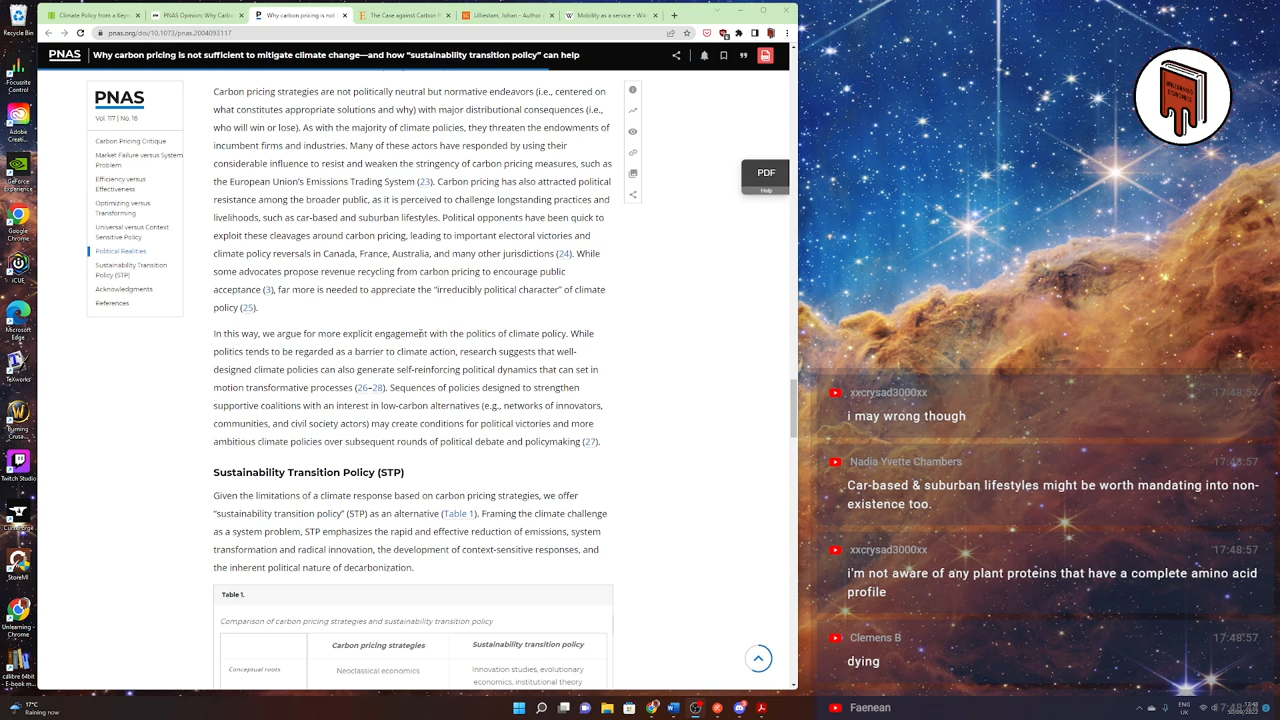 Recycle Bin
Fossunite Control
Adobe Creati...
GeForce Experience
Google Chrome
iCUE
TeXworker
Burning Cruse...
Twitch Studio
StoreMI
Unlearning - Chrome
calibre 64bit - E-book ...
Climate Policy from a Keyn
PNAS Opinion: Why Carbo
Why carbon pricing is not
The Case against Carbon P
Lilliestam, Johan – Author a
Mobility as a service – Wiki
pnas.org/doi/10.1073/pnas.2004093117
PNAS Why carbon pricing is not sufficient to mitigate climate change—and how “sustainability transition policy” can help
PNAS
Vol. 117 | No. 16
Carbon Pricing Critique
Market Failure versus System
Problem
Efficiency versus
Effectiveness
Optimizing versus
Transforming
Universal versus Context
Sensitive Policy
Political Realities
Sustainability Transition
Policy (STP)
Acknowledgments
References
Carbon pricing strategies are not politically neutral but normative endeavors (i.e., centered on
what constitutes appropriate solutions and why) with major distributional consequences (i.e.,
who will win or lose). As with the majority of climate policies, they threaten the endowments of
incumbent firms and industries. Many of these actors have responded by using their
considerable influence to resist and weaken the stringency of carbon pricing measures, such as
the European Union’s Emissions Trading System (23). Carbon pricing has also attracted political
resistance among the broader public, as it is perceived to challenge longstanding practices and
livelihoods, such as car-based and suburban lifestyles. Political opponents have been quick to
exploit these cleavages around carbon pricing, leading to important electoral victories and
climate policy reversals in Canada, France, Australia, and many other jurisdictions (24). While
some advocates propose revenue recycling from carbon pricing to encourage public
acceptance (3), far more is needed to appreciate the “irreducibly political character” of climate
policy (25).
In this way, we argue for more explicit engagement with the politics of climate policy. While
politics tends to be regarded as a barrier to climate action, research suggests that well-
designed climate policies can also generate self-reinforcing political dynamics that can set in
motion transformative processes (26–28). Sequences of policies designed to strengthen
supportive coalitions with an interest in low-carbon alternatives (e.g., networks of innovators,
communities, and civil society actors) may create conditions for political victories and more
ambitious climate policies over subsequent rounds of political debate and policymaking (27).
Sustainability Transition Policy (STP)
Given the limitations of a climate response based on carbon pricing strategies, we offer
“sustainability transition policy” (STP) as an alternative (Table 1). Framing the climate challenge
as a system problem, STP emphasizes the rapid and effective reduction of emissions, system
transformation and radical innovation, the development of context-sensitive responses, and
the inherent political nature of decarbonization.
Table 1.
Comparison of carbon pricing strategies and sustainability transition policy
Carbon pricing strategies Sustainability transition policy
Conceptual roots Neoclassical economics Innovation studies, evolutionary
economics, institutional theory
PDF
Help
UNLEARNING
ECONOMICS
xxcrysad3000xx 17:48:57
i may wrong though
Nadia Yvette Chambers 17:48:57
Car-based & suburban lifestyles might be worth mandating into non-
existence too.
xxcrysad3000xx 17:48:57
i'm not aware of any plant proteins that have a complete amino acid
profile
Clemens B 17:48:57
dying
Faenean
17°C
Raining now
ENG
UK
17:48
30/09/2022